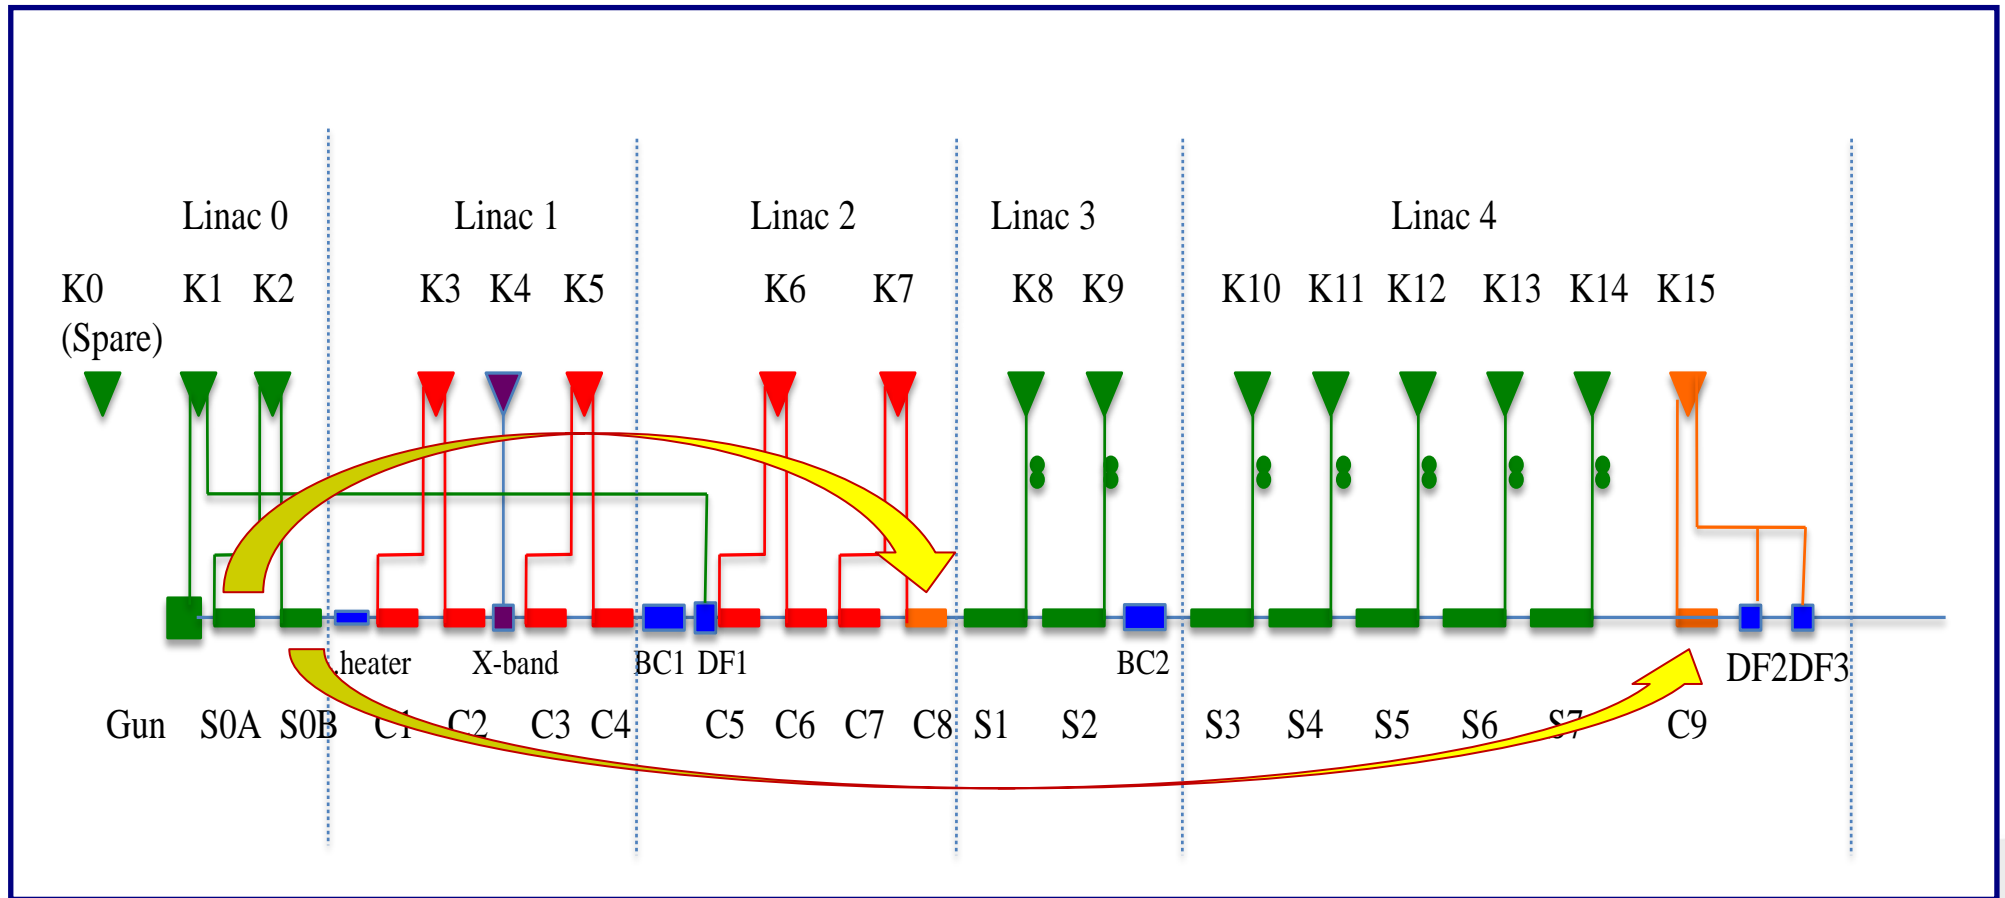 Linac 0 Linac 1 Linac 2 Linac 3 Linac 4
K0 K1 K2 K3 K4 K5 K6 K7 K8 K9 K10 K11 K12 K13 K14 K15
(Spare)
.heater X-band BC1 DF1 BC2 DF2 DF3
Gun S0A S0B C1 C2 C3 C4 C5 C6 C7 C8 S1 S2 S3 S4 S5 S6 S7 C9